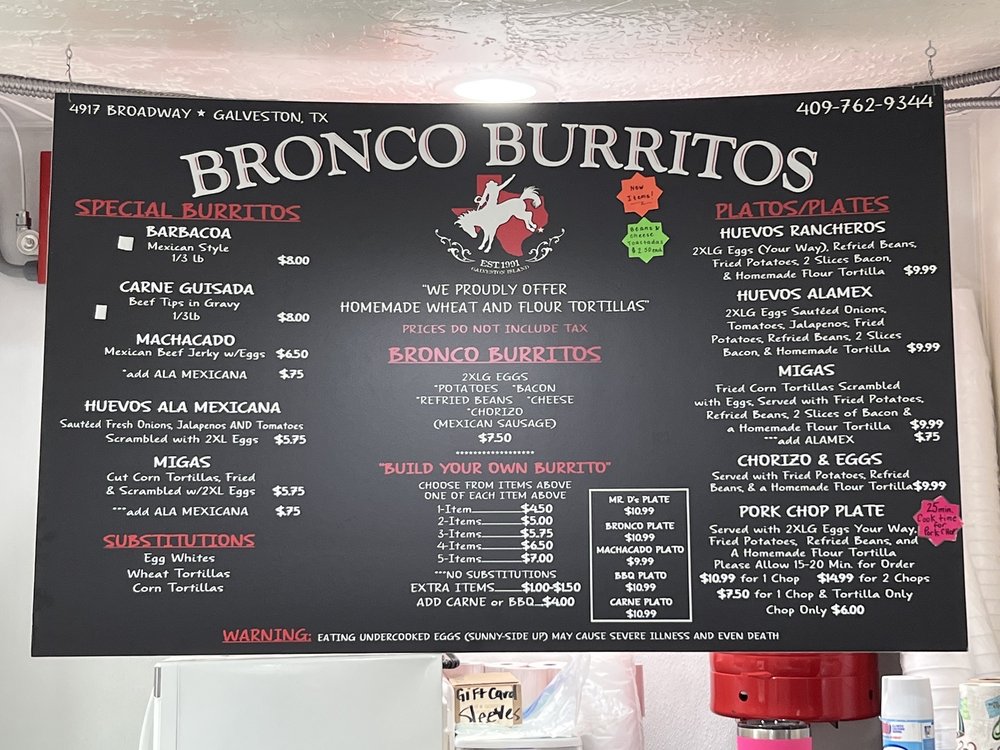 4917 BROADWAY ★ GALVESTON, TX
409-762-9344
BRONCO BURRITOS
SPECIAL BURRITOS
BARBACOA
Mexican Style
1/3 lb $8.00
CARNE GUISADA
Beef Tips in Gravy
1/3lb $8.00
MACHACADO
Mexican Beef Jerky w/Eggs $6.50
*add ALA MEXICANA $.75
HUEVOS ALA MEXICANA
Sautéed Fresh Onions, Jalapenos AND Tomatoes
Scrambled with 2XL Eggs $5.75
MIGAS
Cut Corn Tortillas, Fried
& Scrambled w/2XL Eggs $5.75
***add ALA MEXICANA $.75
SUBSTITUTIONS
Egg Whites
Wheat Tortillas
Corn Tortillas
EST.1991
GALVESTON ISLAND
New
Items!
Beans &
cheese
Toastadas
$2.50 each
"WE PROUDLY OFFER
HOMEMADE WHEAT AND FLOUR TORTILLAS"
PRICES DO NOT INCLUDE TAX
BRONCO BURRITOS
2XLG EGGS
*POTATOES *BACON
*REFRIED BEANS *CHEESE
*CHORIZO
(MEXICAN SAUSAGE)
$7.50
******************
"BUILD YOUR OWN BURRITO"
CHOOSE FROM ITEMS ABOVE
ONE OF EACH ITEM ABOVE
1-Item $4.50
2-Items $5.00
3-Items $5.75
4-Items $6.50
5-Items $7.00
***NO SUBSTITUTIONS
EXTRA ITEMS $1.00-$1.50
ADD CARNE or BBQ $4.00
MR. D's PLATE
$10.99
BRONCO PLATE
$10.99
MACHACADO PLATO
$9.99
BBQ PLATO
$10.99
CARNE PLATO
$10.99
PLATOS/PLATES
HUEVOS RANCHEROS
2XLG Eggs (Your Way), Refried Beans,
Fried Potatoes, 2 Slices Bacon,
& Homemade Flour Tortilla $9.99
HUEVOS ALAMEX
2XLG Eggs Sautéed Onions,
Tomatoes, Jalapenos, Fried
Potatoes, Refried Beans, 2 Slices
Bacon, & Homemade Tortilla $9.99
MIGAS
Fried Corn Tortillas Scrambled
with Eggs, Served with Fried Potatoes,
Refried Beans, 2 Slices of Bacon &
a Homemade Flour Tortilla $9.99
***add ALAMEX $.75
CHORIZO & EGGS
Served with Fried Potatoes, Refried
Beans, & a Homemade Flour Tortilla $9.99
PORK CHOP PLATE
Served with 2XLG Eggs Your Way,
Fried Potatoes, Refried Beans, and
A Homemade Flour Tortilla
Please Allow 15-20 Min. for Order
$10.99 for 1 Chop $14.99 for 2 Chops
$7.50 for 1 Chop & Tortilla Only
Chop Only $6.00
25 min.
Cook time
for
Pork Chop
WARNING: EATING UNDERCOOKED EGGS (SUNNY-SIDE UP) MAY CAUSE SEVERE ILLNESS AND EVEN DEATH
Gift Card
Sleeves